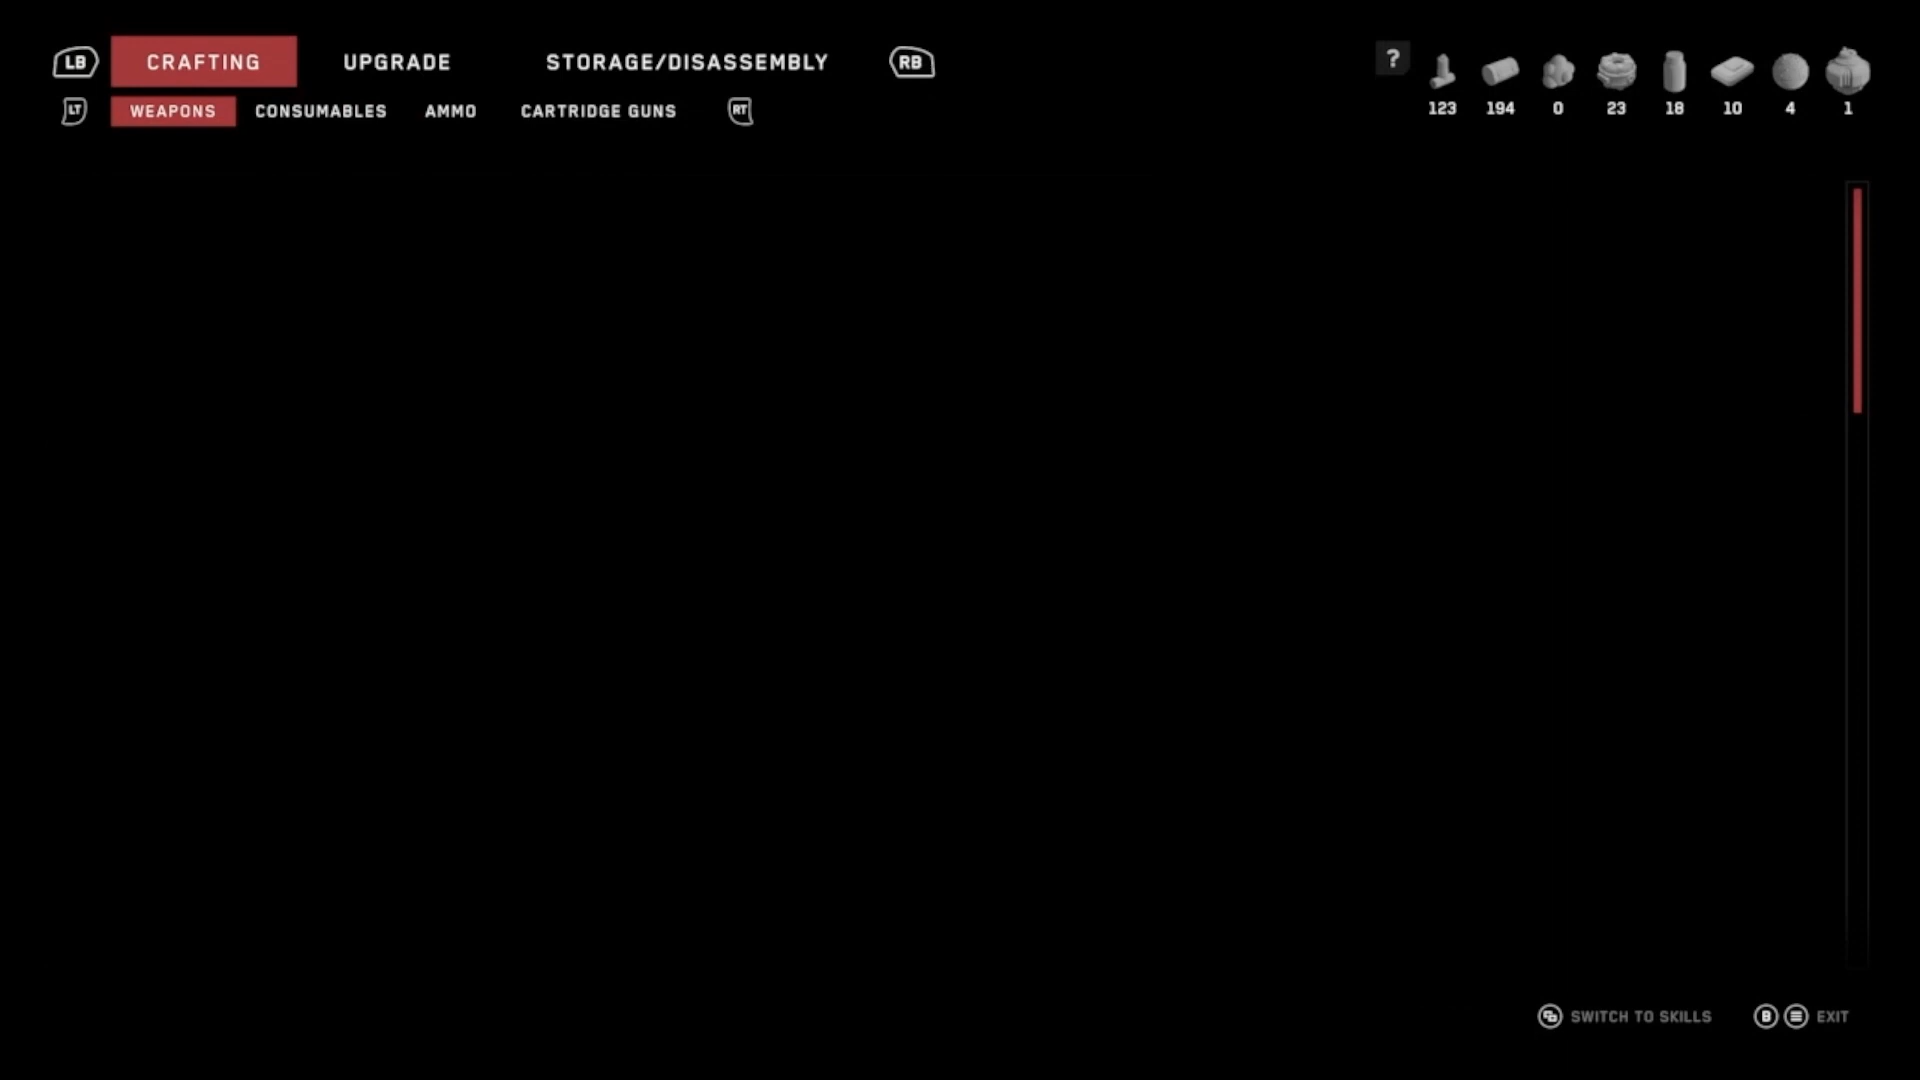 LB CRAFTING UPGRADE STORAGE/DISASSEMBLY RB ?
LT WEAPONS CONSUMABLES AMMO CARTRIDGE GUNS RT 123 194 0 23 18 10 4 1
SWITCH TO SKILLS B EXIT